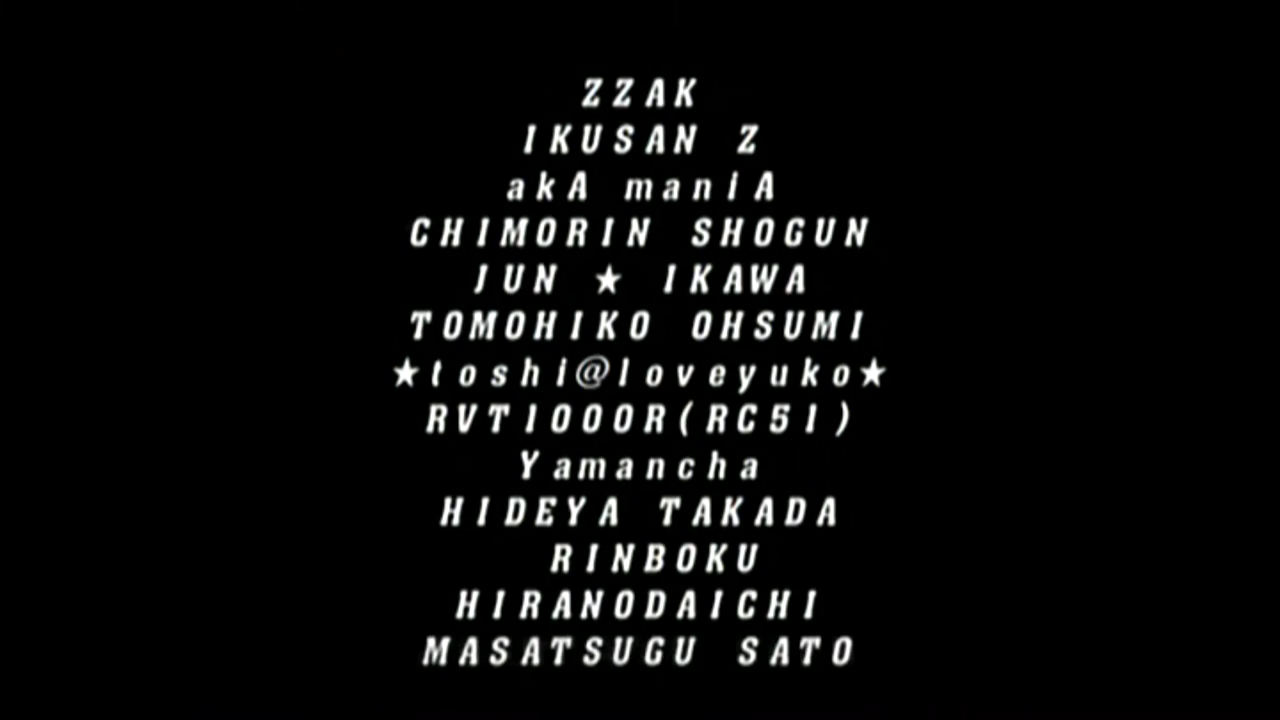 ZZAK
IKUSAN Z
akA maniA
CHIMORIN SHOGUN
JUN ★ IKAWA
TOMOHIKO OHSUMI
★toshi@loveyuko★
RVT1000R(RC51)
Yamancha
HIDEYA TAKADA
RINBOKU
HIRANODAICHI
MASATSUGU SATO